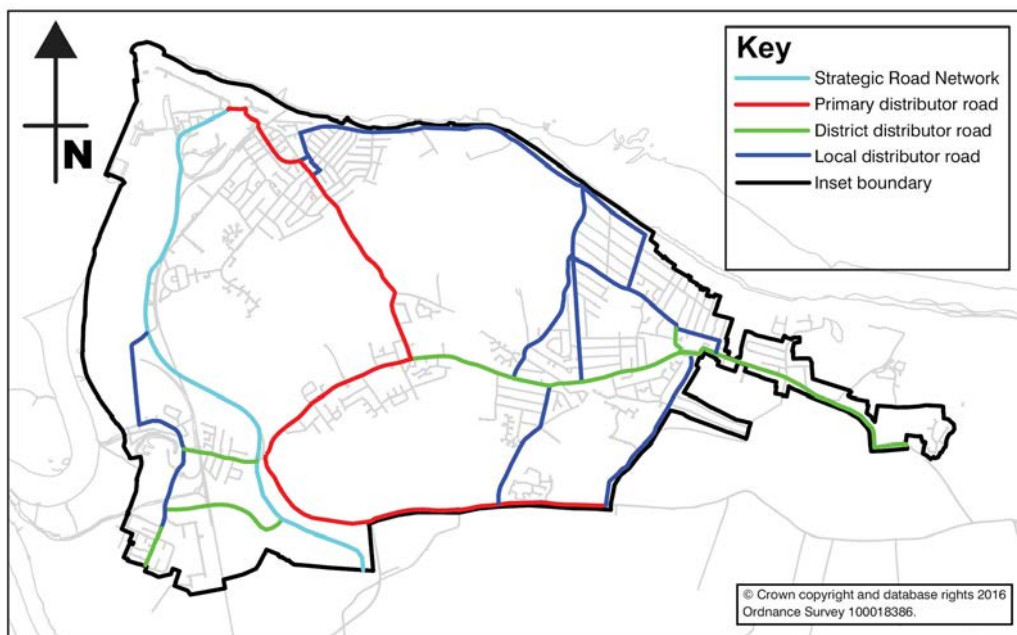 N
Key
Strategic Road Network
Primary distributor road
District distributor road
Local distributor road
Inset boundary
© Crown copyright and database rights 2016
Ordnance Survey 100018386.